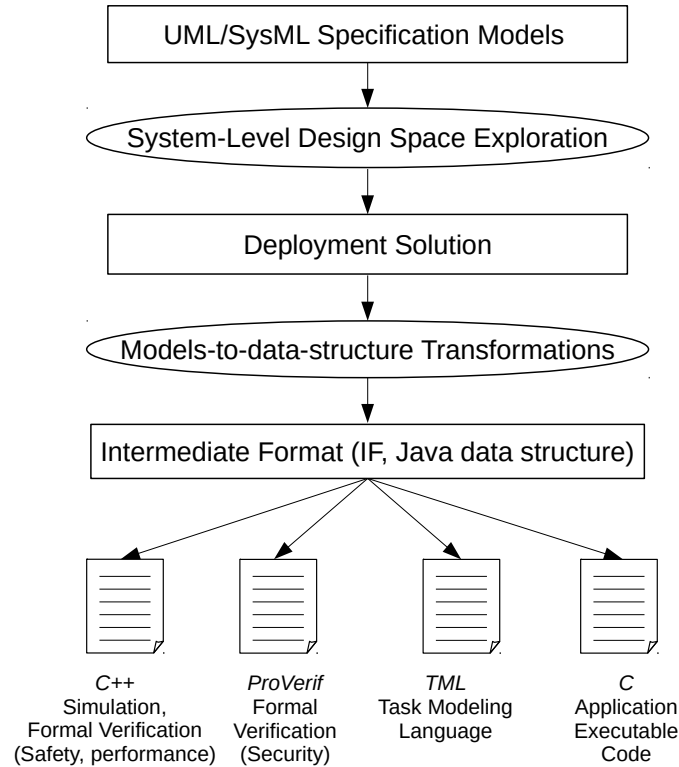 UML/SysML Specification Models
System-Level Design Space Exploration
Deployment Solution
Models-to-data-structure Transformations
Intermediate Format (IF, Java data structure)
C++
Simulation,
Formal Verification
(Safety, performance)
ProVerif
Formal
Verification
(Security)
TML
Task Modeling
Language
C
Application
Executable
Code